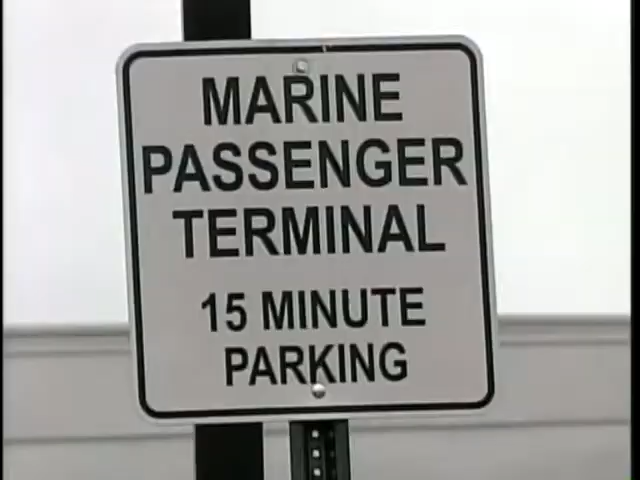 MARINE
PASSENGER
TERMINAL
15 MINUTE
PARKING